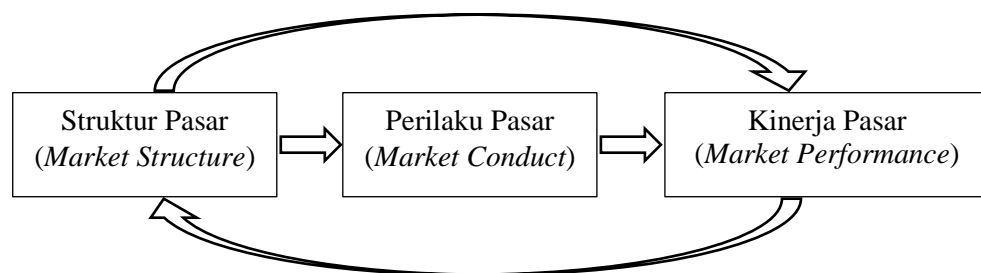 Struktur Pasar
(Market Structure)
Perilaku Pasar
(Market Conduct)
Kinerja Pasar
(Market Performance)